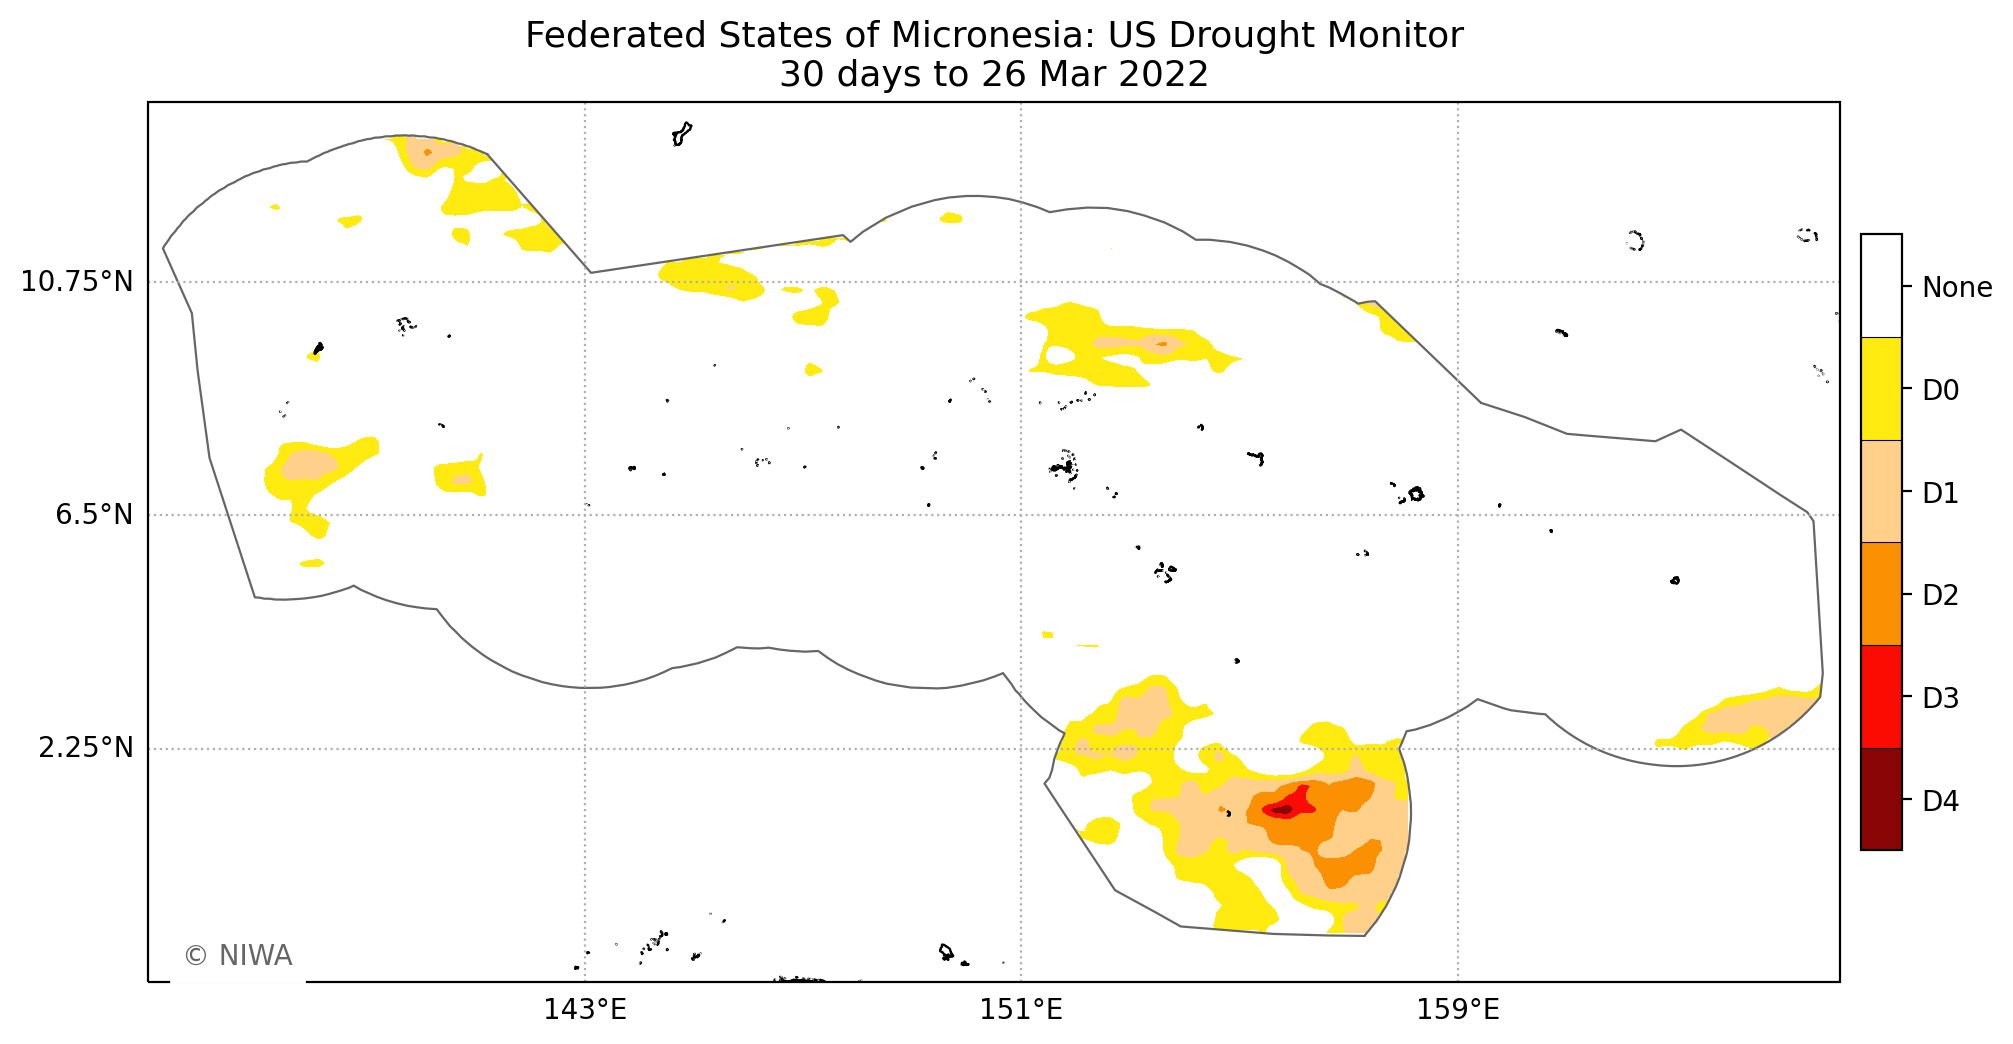 Federated States of Micronesia: US Drought Monitor
30 days to 26 Mar 2022
10.75°N
6.5°N
2.25°N
143°E
151°E
159°E
None
D0
D1
D2
D3
D4
© NIWA